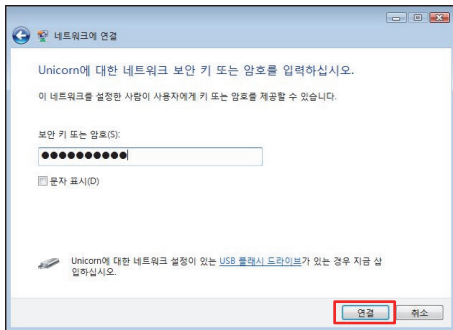 네트워크에 연결
Unicorn에 대한 네트워크 보안 키 또는 암호를 입력하십시오.
이 네트워크를 설정한 사람이 사용자에게 키 또는 암호를 제공할 수 있습니다.
보안 키 또는 암호(S):
●●●●●●●●●●
문자 표시(D)
Unicorn에 대한 네트워크 설정이 있는 USB 플래시 드라이브가 있는 경우 지금 삽
입하십시오.
연결 취소